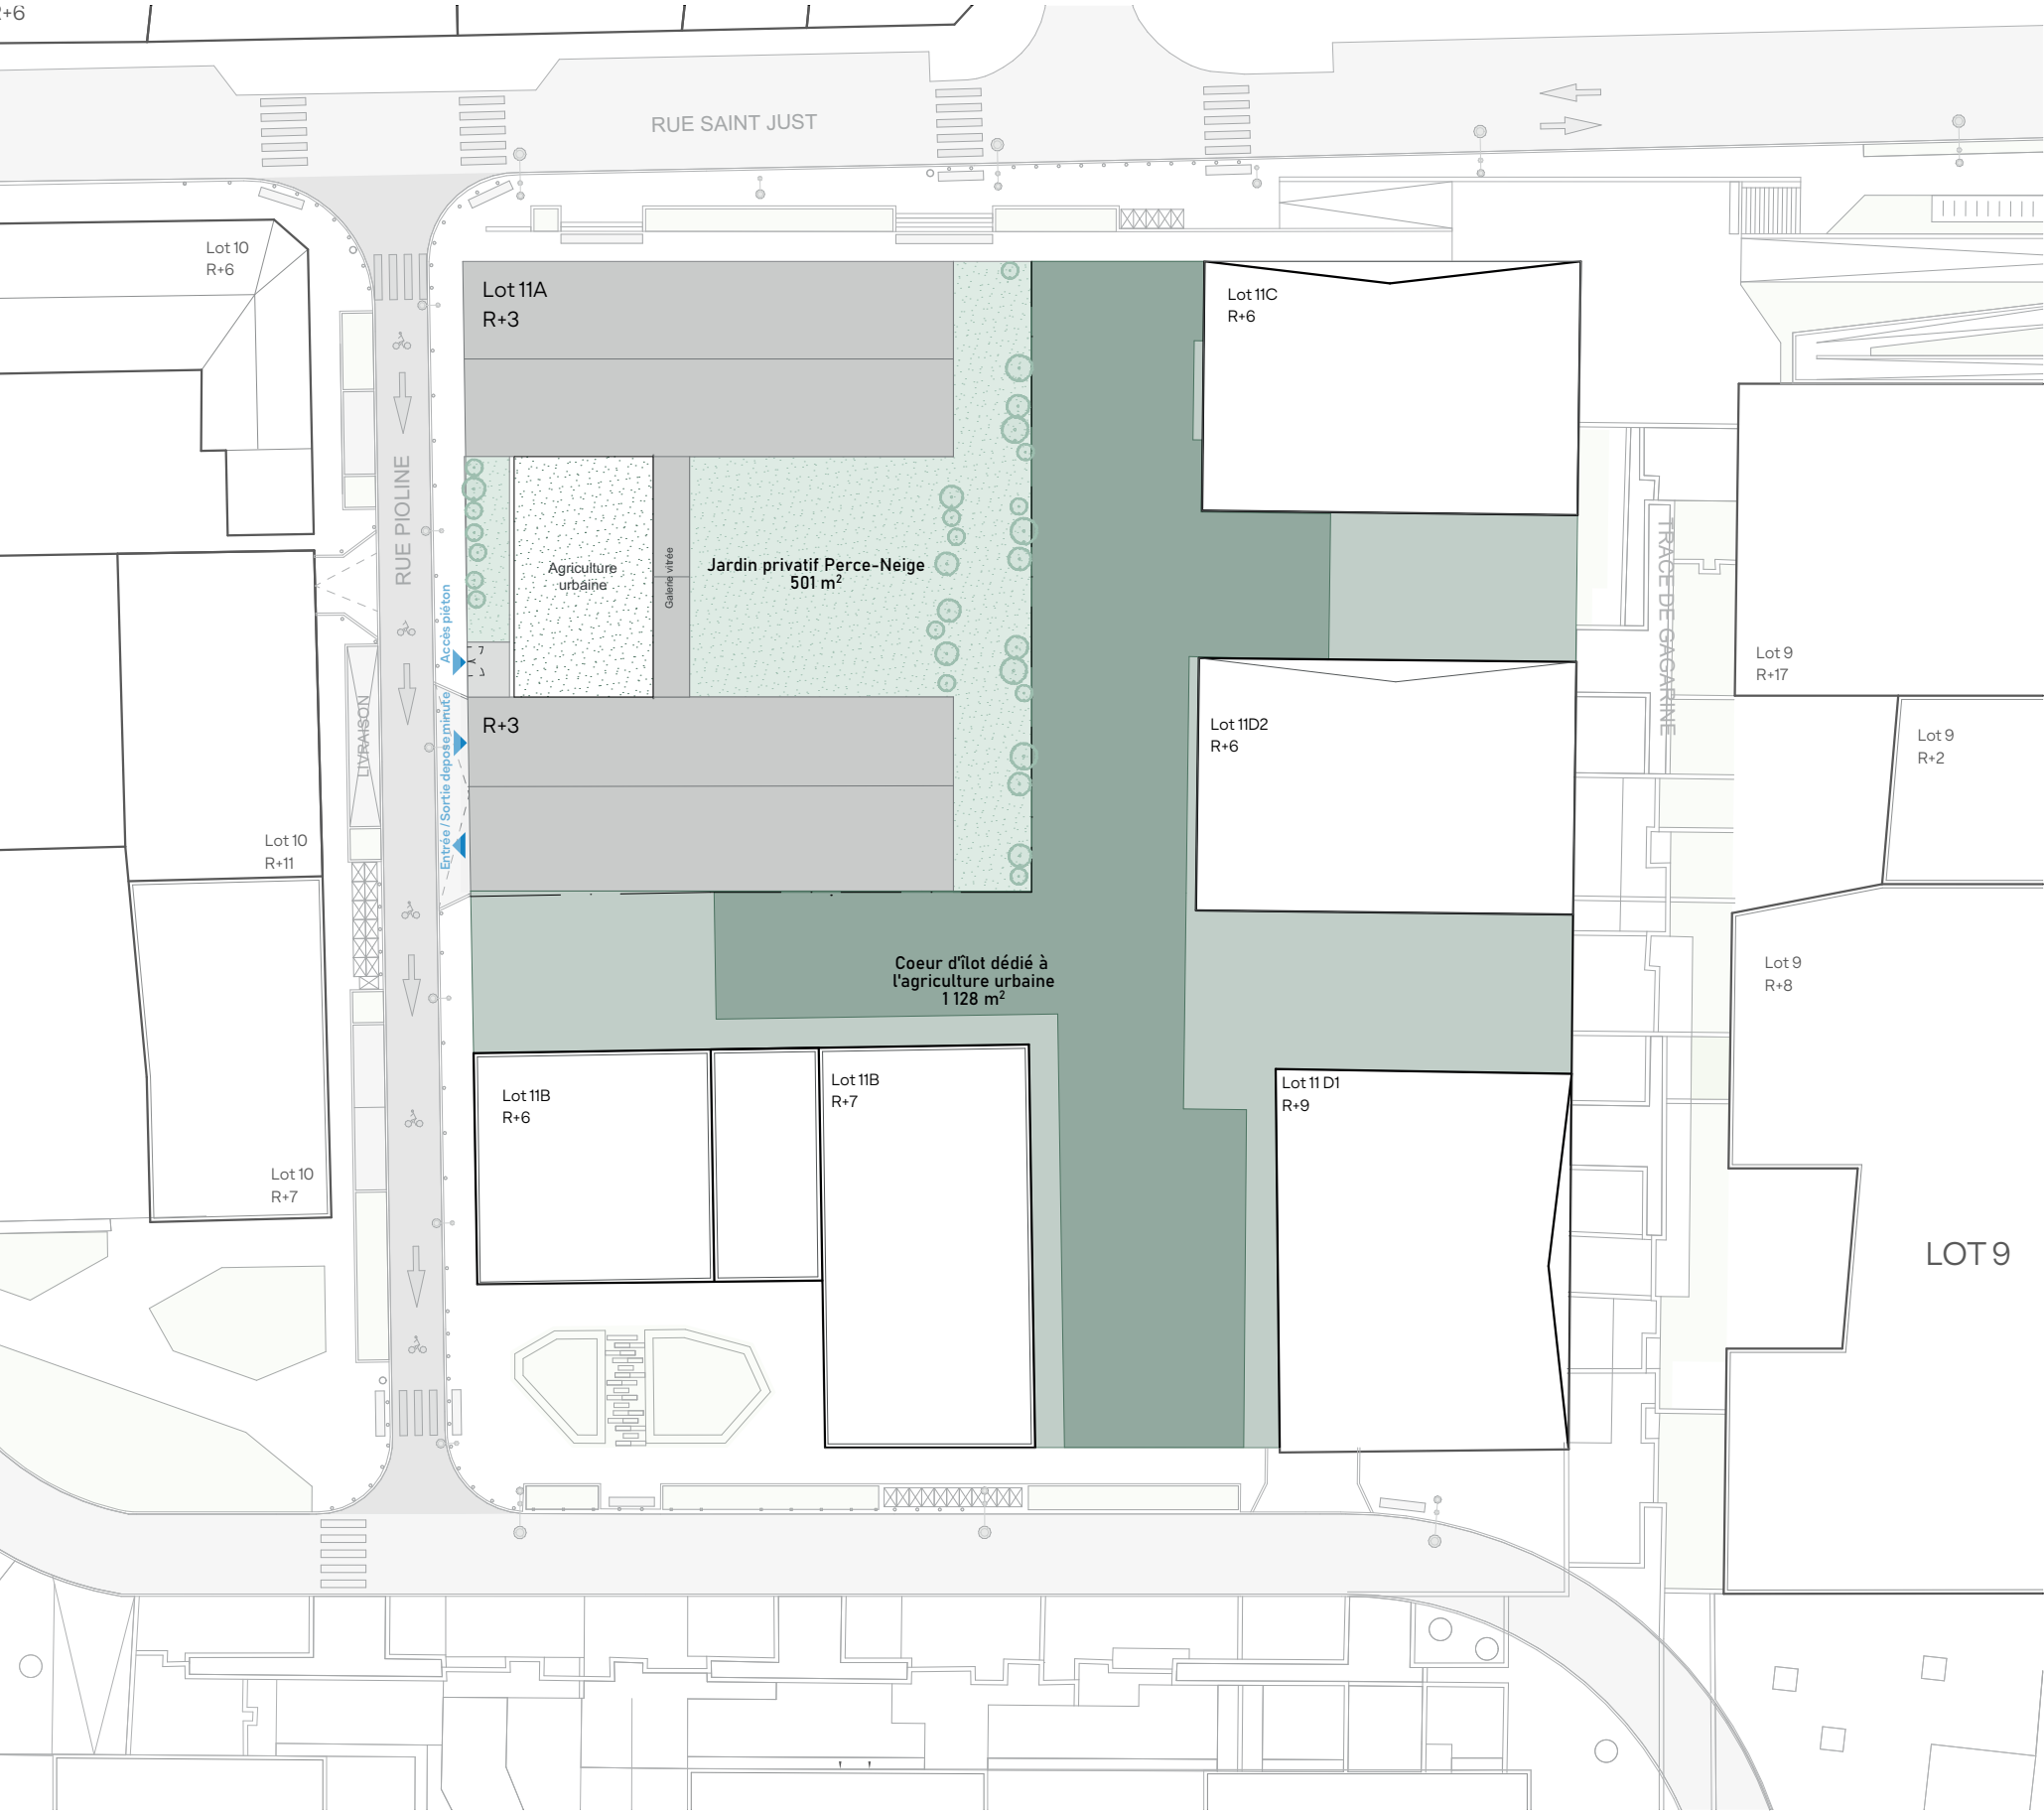 R+6
RUE SAINT JUST
Lot 10
R+6
Lot 11A
R+3
Lot 11C
R+6
RUE PIOLINE
Agriculture
urbaine
Galerie vitrée
Jardin privatif Perce-Neige
501 m²
TRACE DE GAGARINE
Accès piéton
Lot 9
R+17
LIVRAISON
Entrée / Sortie depose minute
R+3
Lot 11D2
R+6
Lot 9
R+2
Lot 10
R+11
Coeur d'îlot dédié à
l'agriculture urbaine
1 128 m²
Lot 9
R+8
Lot 11B
R+6
Lot 11B
R+7
Lot 11 D1
R+9
Lot 10
R+7
LOT 9